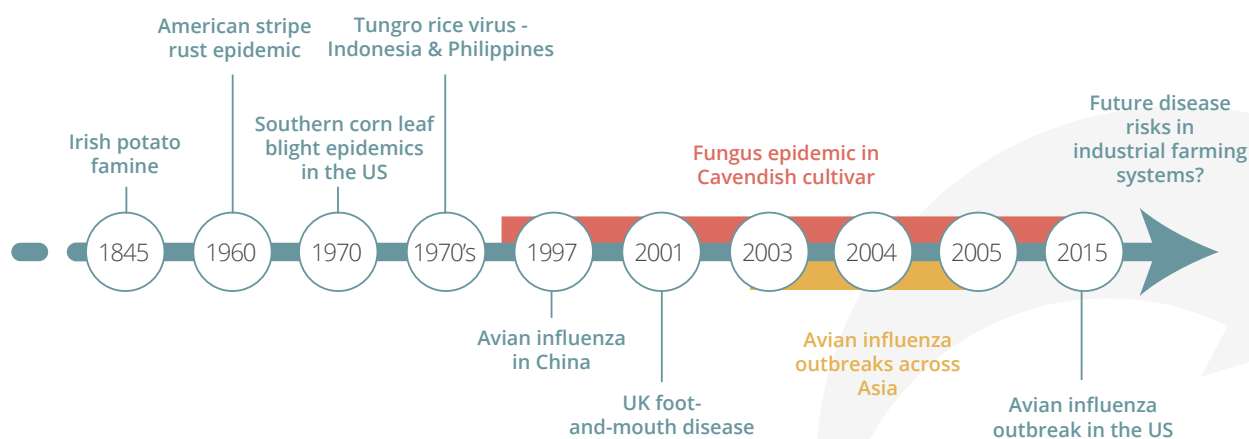 American stripe
rust epidemic
Tungro rice virus -
Indonesia & Philippines
Irish potato
famine
Southern corn leaf
blight epidemics
in the US
Fungus epidemic in
Cavendish cultivar
Future disease
risks in
industrial farming
systems?
1845
1960
1970
1970's
1997
2001
2003
2004
2005
2015
Avian influenza
in China
UK foot-
and-mouth disease
Avian influenza
outbreaks across
Asia
Avian influenza
outbreak in the US